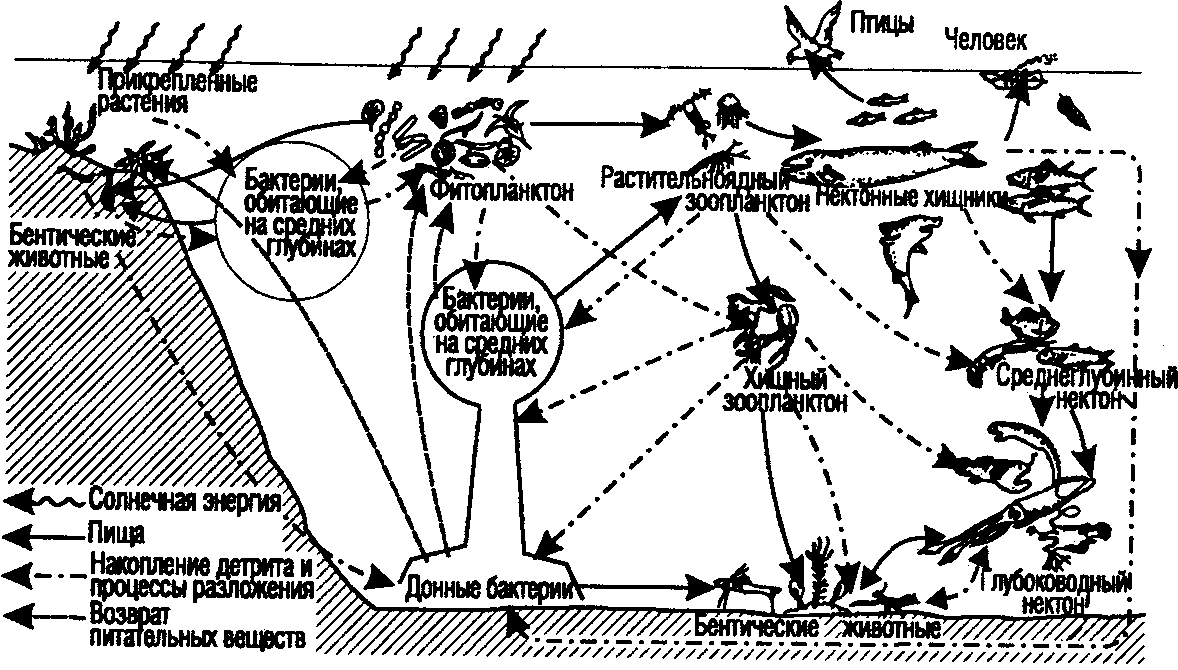 Птицы
Человек
Прикрепленные
растения
Бактерии,
обитающие
на средних
глубинах
Фитопланктон
Растительноядный
зоопланктон
Нектонные хищники
Бентические
животные
Бактерии,
обитающие
на средних
глубинах
Хищный
зоопланктон
Среднеглубинный
нектон
Солнечная энергия
Пища
Накопление детрита и
процессы разложения
Возврат
питательных веществ
Донные бактерии
Глубоководный
нектон
Бентические животные